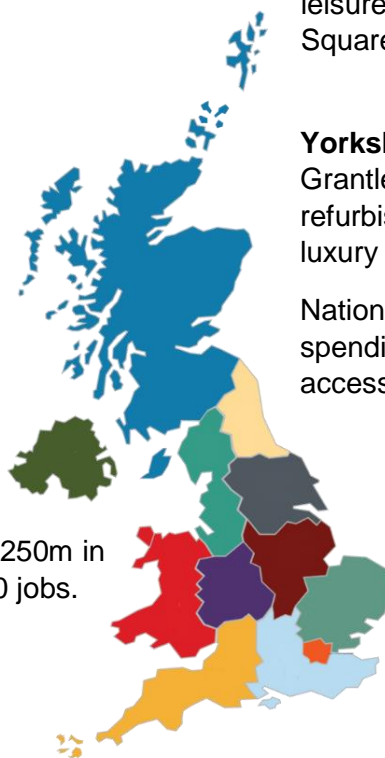 leisure
Square
Yorksh
Grantle
refurbis
luxury
Nation
spendi
access
250m in
0 jobs.